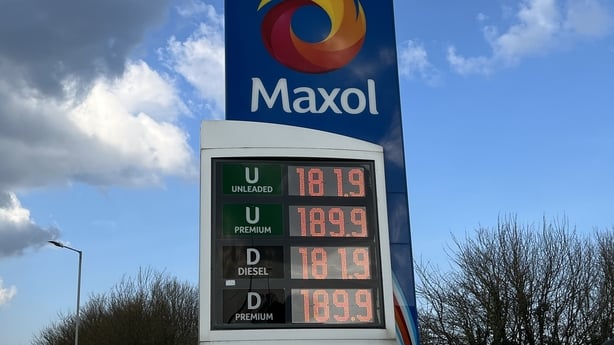 Maxol
U
UNLEADED
181.9
U
PREMIUM
189.9
D
DIESEL
181.9
D
PREMIUM
189.9